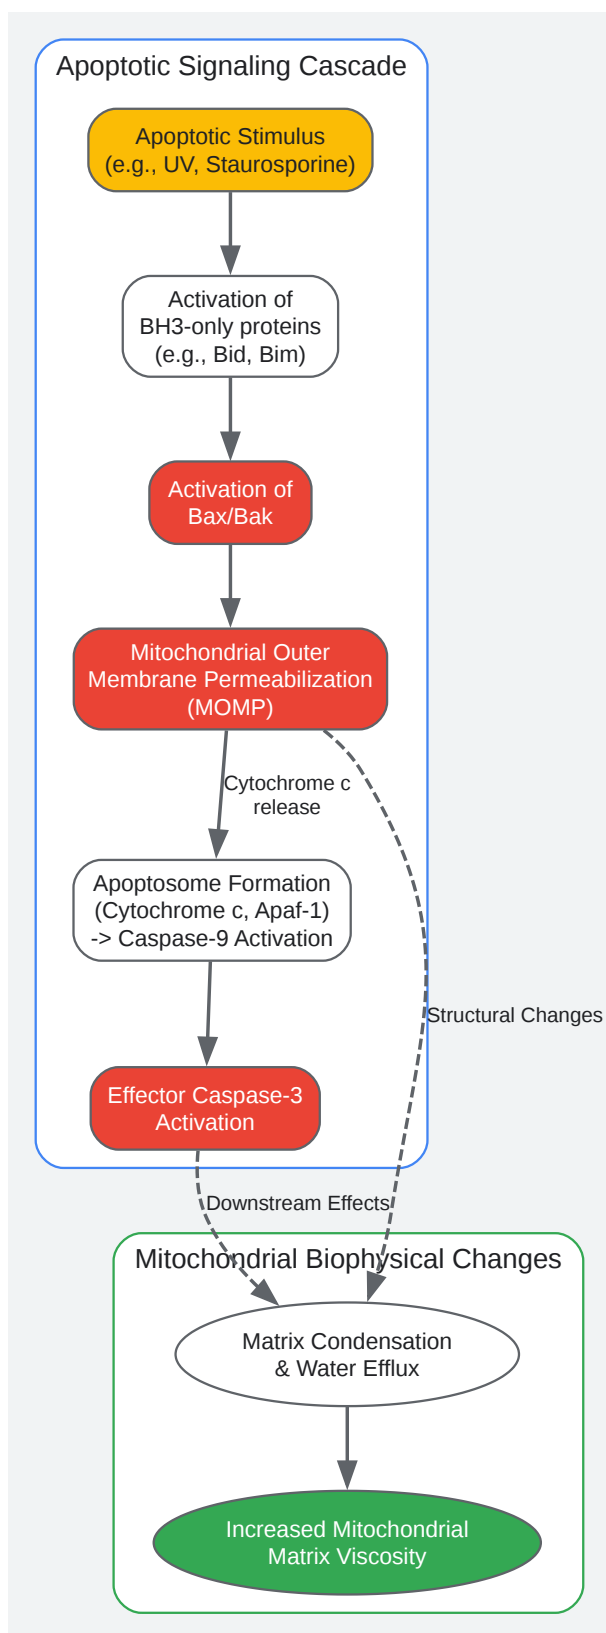 Apoptotic Signaling Cascade
Apoptotic Stimulus
(e.g., UV, Staurosporine)
Activation of
BH3-only proteins
(e.g., Bid, Bim)
Activation of
Bax/Bak
Mitochondrial Outer
Membrane Permeabilization
(MOMP)
Cytochrome c
release
Apoptosome Formation
(Cytochrome c, Apaf-1)
-> Caspase-9 Activation
Structural Changes
Effector Caspase-3
Activation
Downstream Effects
Mitochondrial Biophysical Changes
Matrix Condensation
& Water Efflux
Increased Mitochondrial
Matrix Viscosity